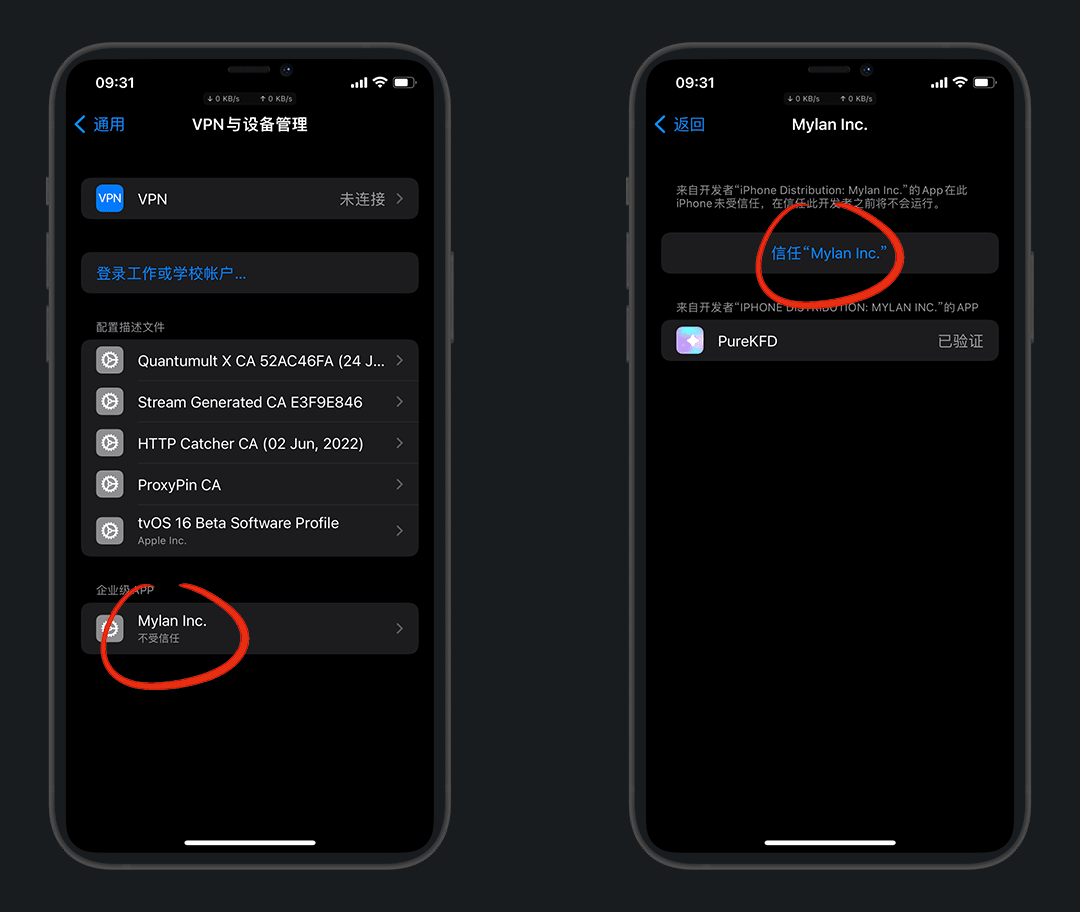 09:31
↓ 0 KB/s ↑ 0 KB/s
通用
VPN与设备管理
VPN
VPN
未连接
登录工作或学校帐户...
配置描述文件
Quantumult X CA 52AC46FA (24 J...
Stream Generated CA E3F9E846
HTTP Catcher CA (02 Jun, 2022)
ProxyPin CA
tvOS 16 Beta Software Profile
Apple Inc.
企业级 APP
Mylan Inc.
不受信任
09:31
↓ 0 KB/s ↑ 0 KB/s
返回
Mylan Inc.
来自开发者“iPhone Distribution: Mylan Inc.”的 App在此
iPhone 未受信任，在信任此开发者之前将不会运行。
信任“Mylan Inc.”
来自开发者“IPHONE DISTRIBUTION: MYLAN INC.”的 APP
PureKFD
已验证